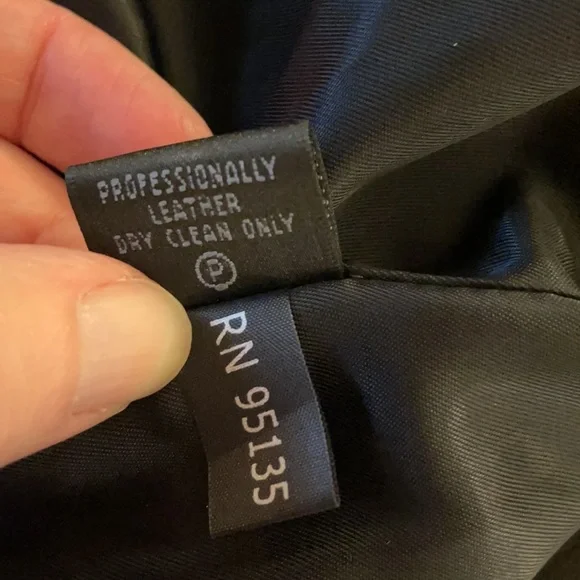 PROFESSIONALLY
LEATHER
DRY CLEAN ONLY
P
RN 95135